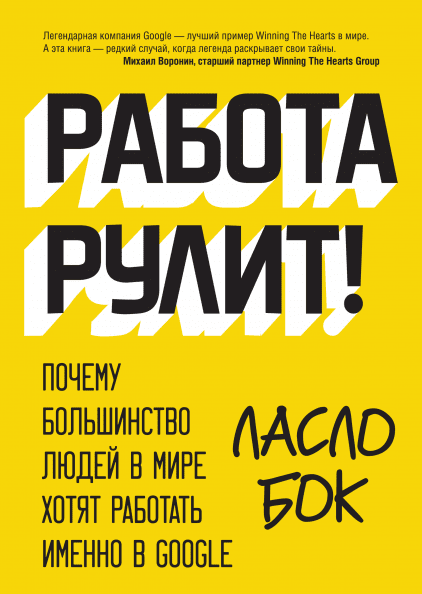 Легендарная компания Google — лучший пример Winning The Hearts в мире.
А эта книга — редкий случай, когда легенда раскрывает свои тайны.
Михаил Воронин, старший партнер Winning The Hearts Group
РАБОТА
РУЛИТ!
ПОЧЕМУ
БОЛЬШИНСТВО
ЛЮДЕЙ В МИРЕ
ХОТЯТ РАБОТАТЬ
ИМЕННО В GOOGLE
ЛАСЛО
БОК